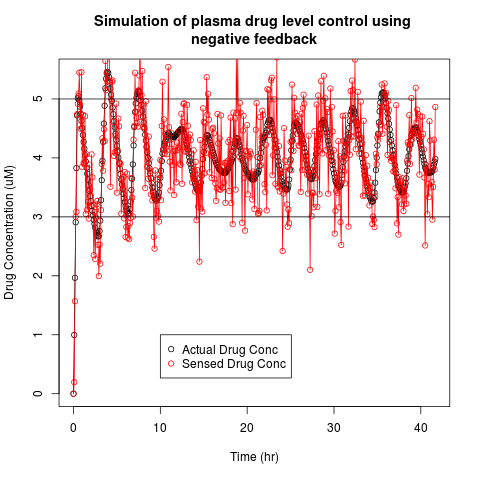 Simulation of plasma drug level control using
negative feedback
Drug Concentration (uM)
5
4
3
2
1
0
Actual Drug Conc
Sensed Drug Conc
0 10 20 30 40
Time (hr)